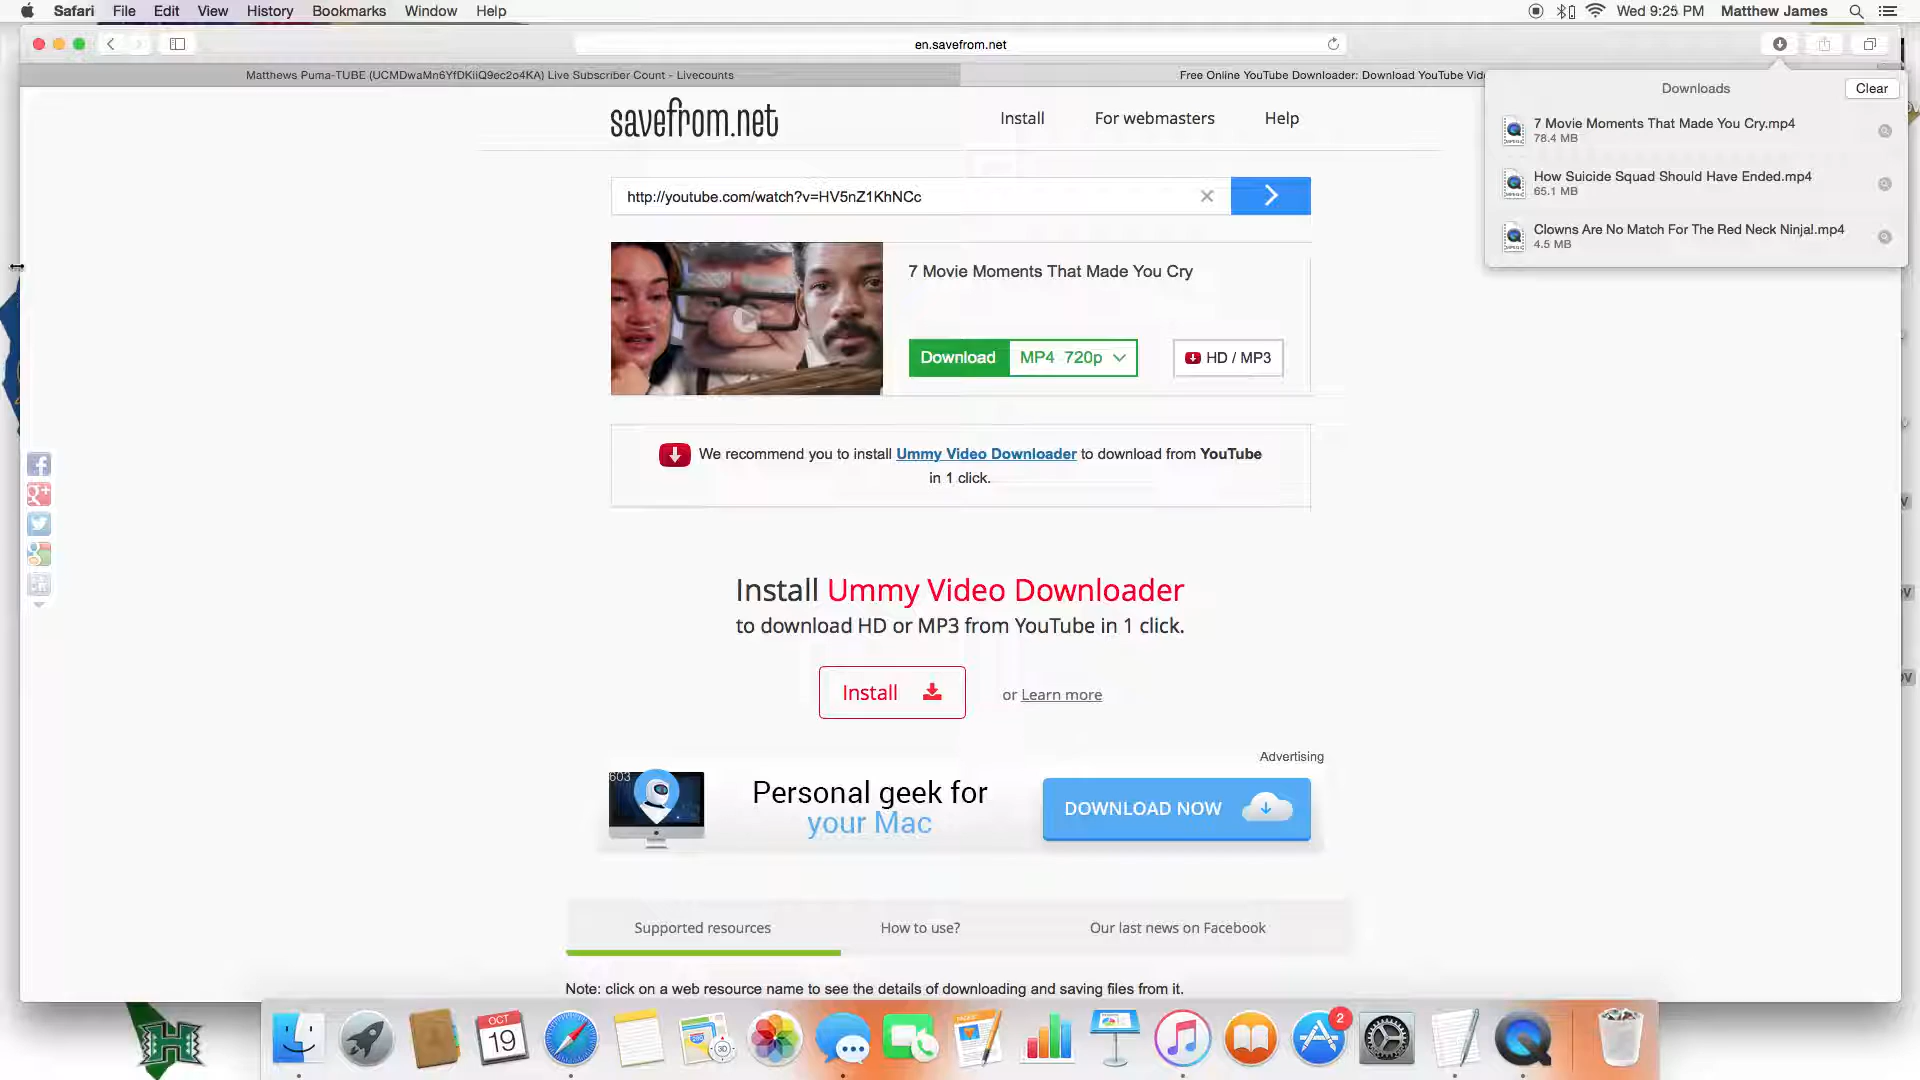 Safari File Edit View History Bookmarks Window Help
Wed 9:25 PM Matthew James
en.savefrom.net
Matthews Puma-TUBE (UCMDwaMn6YfDKiiQ9ec2o4KA) Live Subscriber Count - Livecounts
Free Online YouTube Downloader: Download YouTube Vide
Downloads
Clear
7 Movie Moments That Made You Cry.mp4
78.4 MB
How Suicide Squad Should Have Ended.mp4
65.1 MB
Clowns Are No Match For The Red Neck Ninja!.mp4
4.5 MB
savefrom.net
Install
For webmasters
Help
http://youtube.com/watch?v=HV5nZ1KhNCc
7 Movie Moments That Made You Cry
Download MP4 720p
HD / MP3
We recommend you to install Ummy Video Downloader to download from YouTube
in 1 click.
Install Ummy Video Downloader
to download HD or MP3 from YouTube in 1 click.
Install
or Learn more
Advertising
603
Personal geek for
your Mac
DOWNLOAD NOW
Supported resources
How to use?
Our last news on Facebook
Note: click on a web resource name to see the details of downloading and saving files from it.
OCT
19
3D
2
H